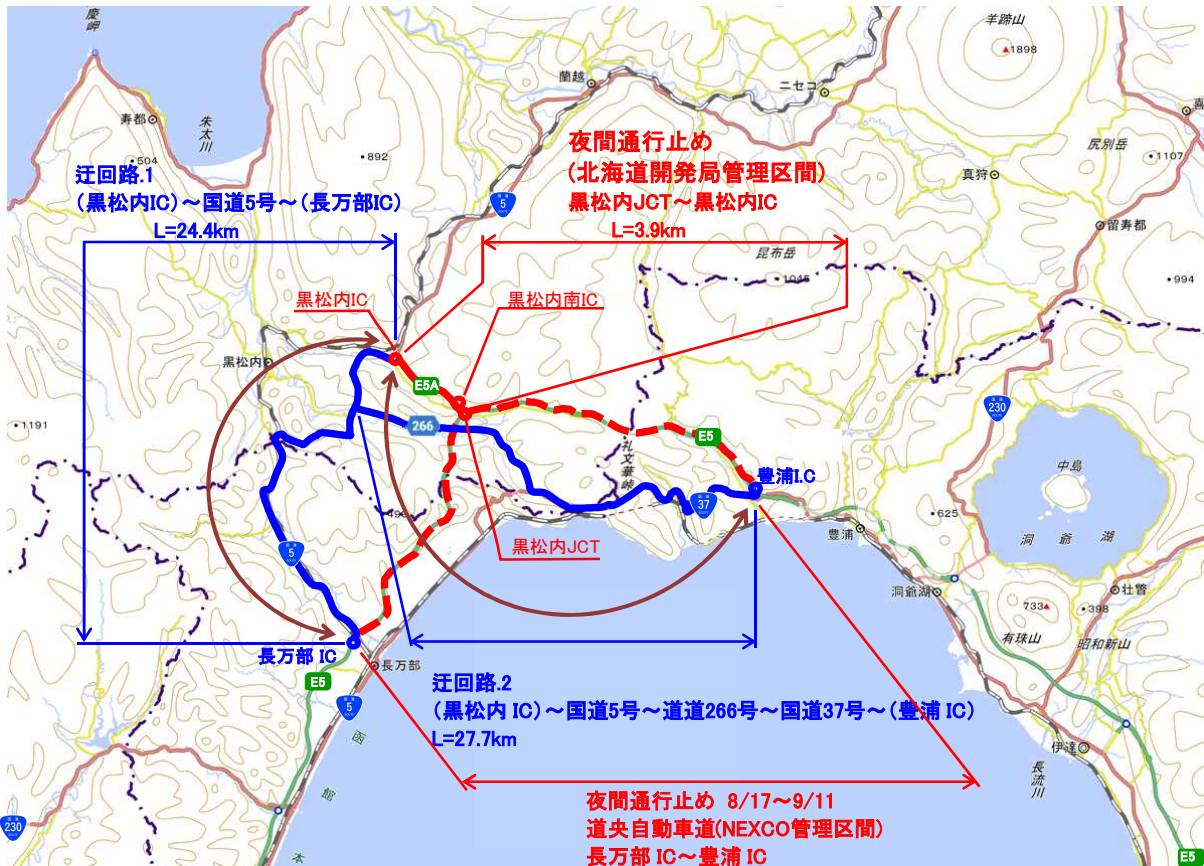 慶岬
羊蹄山
1898
蘭越
ニセコ
喜
寿都
朱太川
504
892
尻別岳
1107
夜間通行止め
(北海道開発局管理区間)
黒松内JCT～黒松内IC
L=3.9km
迂回路.1
(黒松内IC)～国道5号～(長万部IC)
L=24.4km
5
真狩
留寿都
昆布岳
1045
994
黒松内IC
黒松内南IC
黒松内
E5A
266
E5
230
1191
礼文華峠
豊浦I.C
37
中島
625
洞爺湖
黒松内JCT
豊浦
5
洞爺湖
壮瞥
733
398
有珠山
昭和新山
長万部 IC
長万部
E5
5
迂回路.2
(黒松内 IC)～国道5号～道道266号～国道37号～(豊浦 IC)
L=27.7km
函館本
伊達
長流川
230
夜間通行止め 8/17～9/11
道央自動車道(NEXCO管理区間)
長万部 IC～豊浦 IC
E5